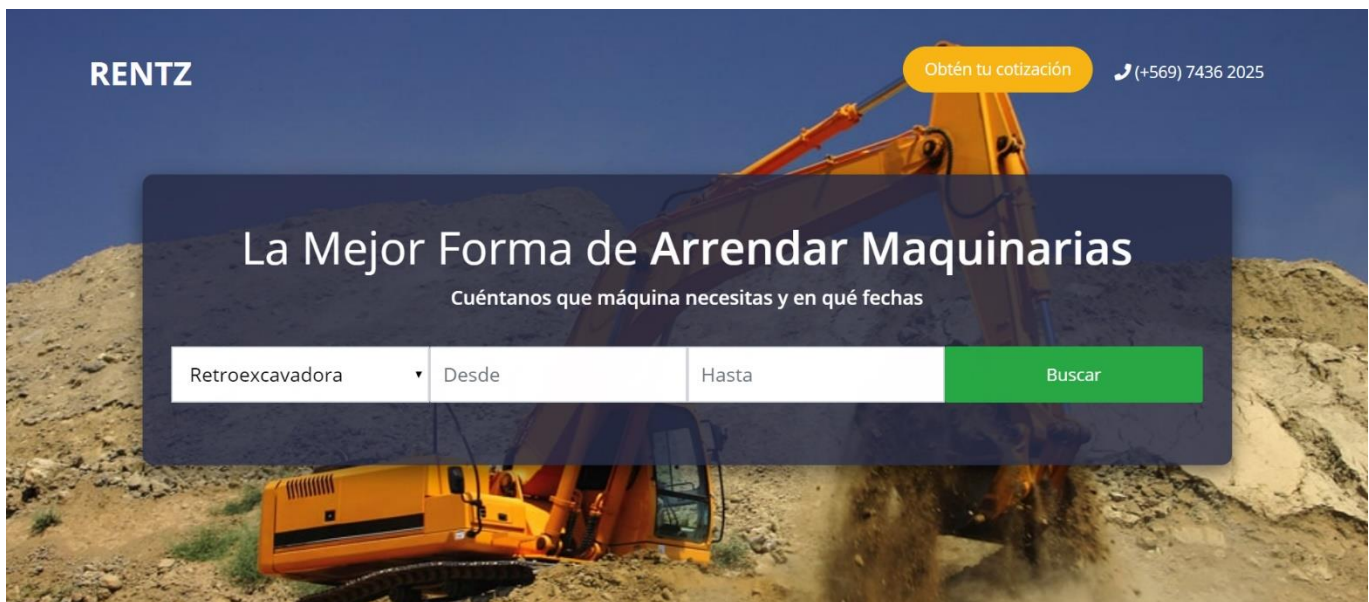 RENTZ
Obtén tu cotización
(+569) 7436 2025
La Mejor Forma de Arrendar Maquinarias
Cuéntanos que máquina necesitas y en qué fechas
Retroexcavadora
Desde
Hasta
Buscar